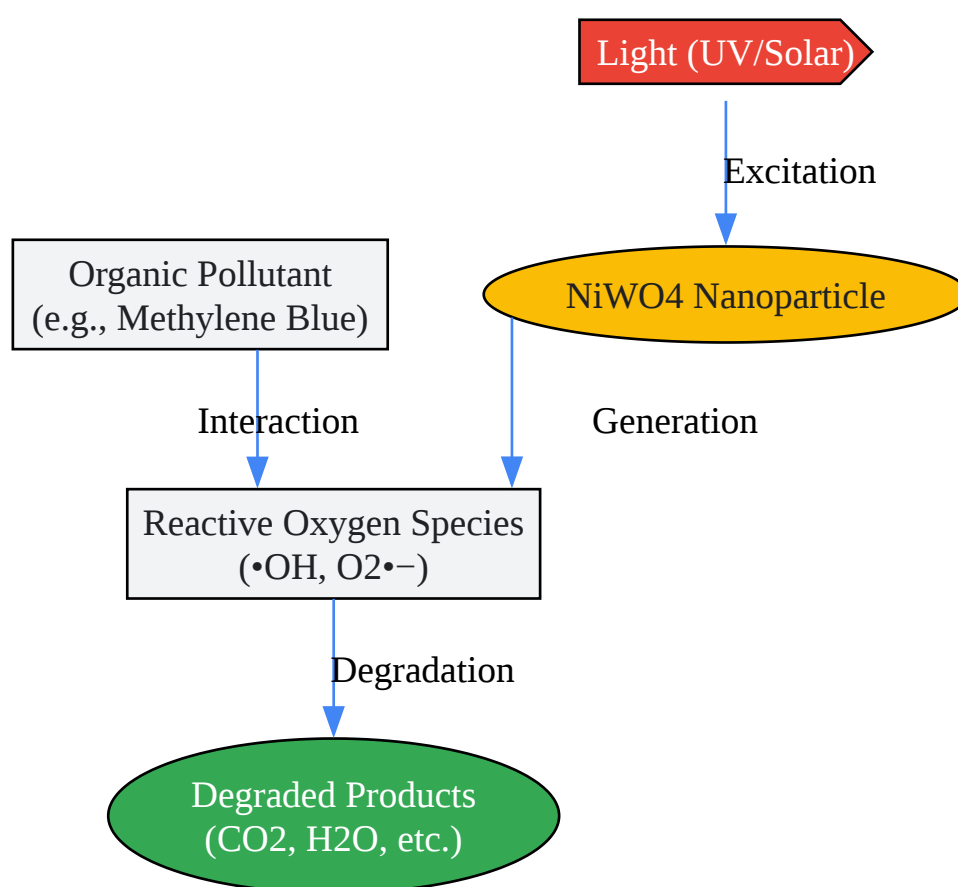 Light (UV/Solar)
Excitation
Organic Pollutant
(e.g., Methylene Blue)
NiWO4 Nanoparticle
Interaction
Generation
Reactive Oxygen Species
(•OH, O2•−)
Degradation
Degraded Products
(CO2, H2O, etc.)